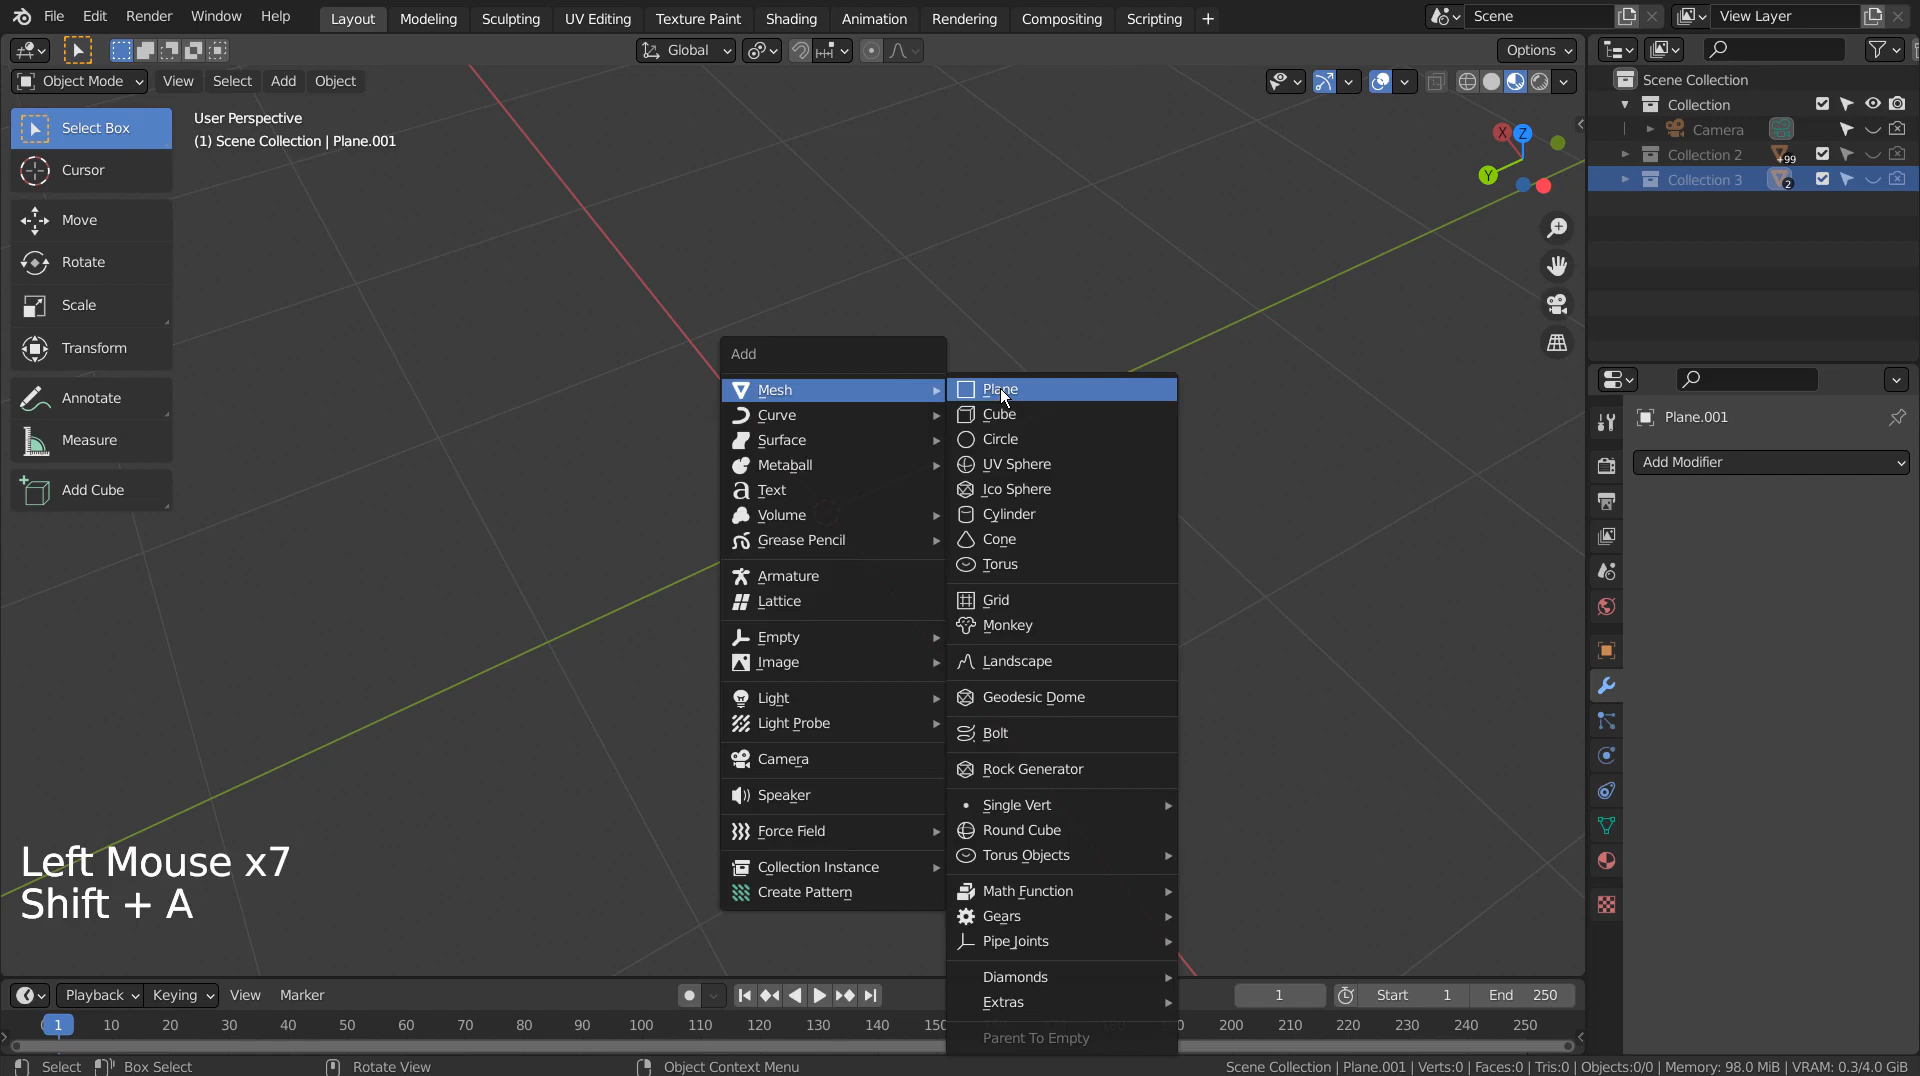 File Edit Render Window Help Layout Modeling Sculpting UV Editing Texture Paint Shading Animation Rendering Compositing Scripting + Scene View Layer
Global Options
Object Mode View Select Add Object
Select Box
Cursor
Move
Rotate
Scale
Transform
Annotate
Measure
Add Cube
User Perspective
(1) Scene Collection | Plane.001
X Z
Y
Add
Mesh
Curve
Surface
Metaball
Text
Volume
Grease Pencil
Armature
Lattice
Empty
Image
Light
Light Probe
Camera
Speaker
Force Field
Collection Instance
Create Pattern
Plane
Cube
Circle
UV Sphere
Ico Sphere
Cylinder
Cone
Torus
Grid
Monkey
Landscape
Geodesic Dome
Bolt
Rock Generator
Single Vert
Round Cube
Torus Objects
Math Function
Gears
Pipe Joints
Diamonds
Extras
Parent To Empty
Scene Collection
Collection
Camera
Collection 2 +99
Collection 3 2
Plane.001
Add Modifier
Left Mouse x7
Shift + A
Playback Keying View Marker 1 Start 1 End 250
1 10 20 30 40 50 60 70 80 90 100 110 120 130 140 200 210 220 230 240 250
Select Box Select Rotate View Object Context Menu Scene Collection | Plane.001 | Verts:0 | Faces:0 | Tris:0 | Objects:0/0 | Memory: 98.0 MiB | VRAM: 0.3/4.0 GiB